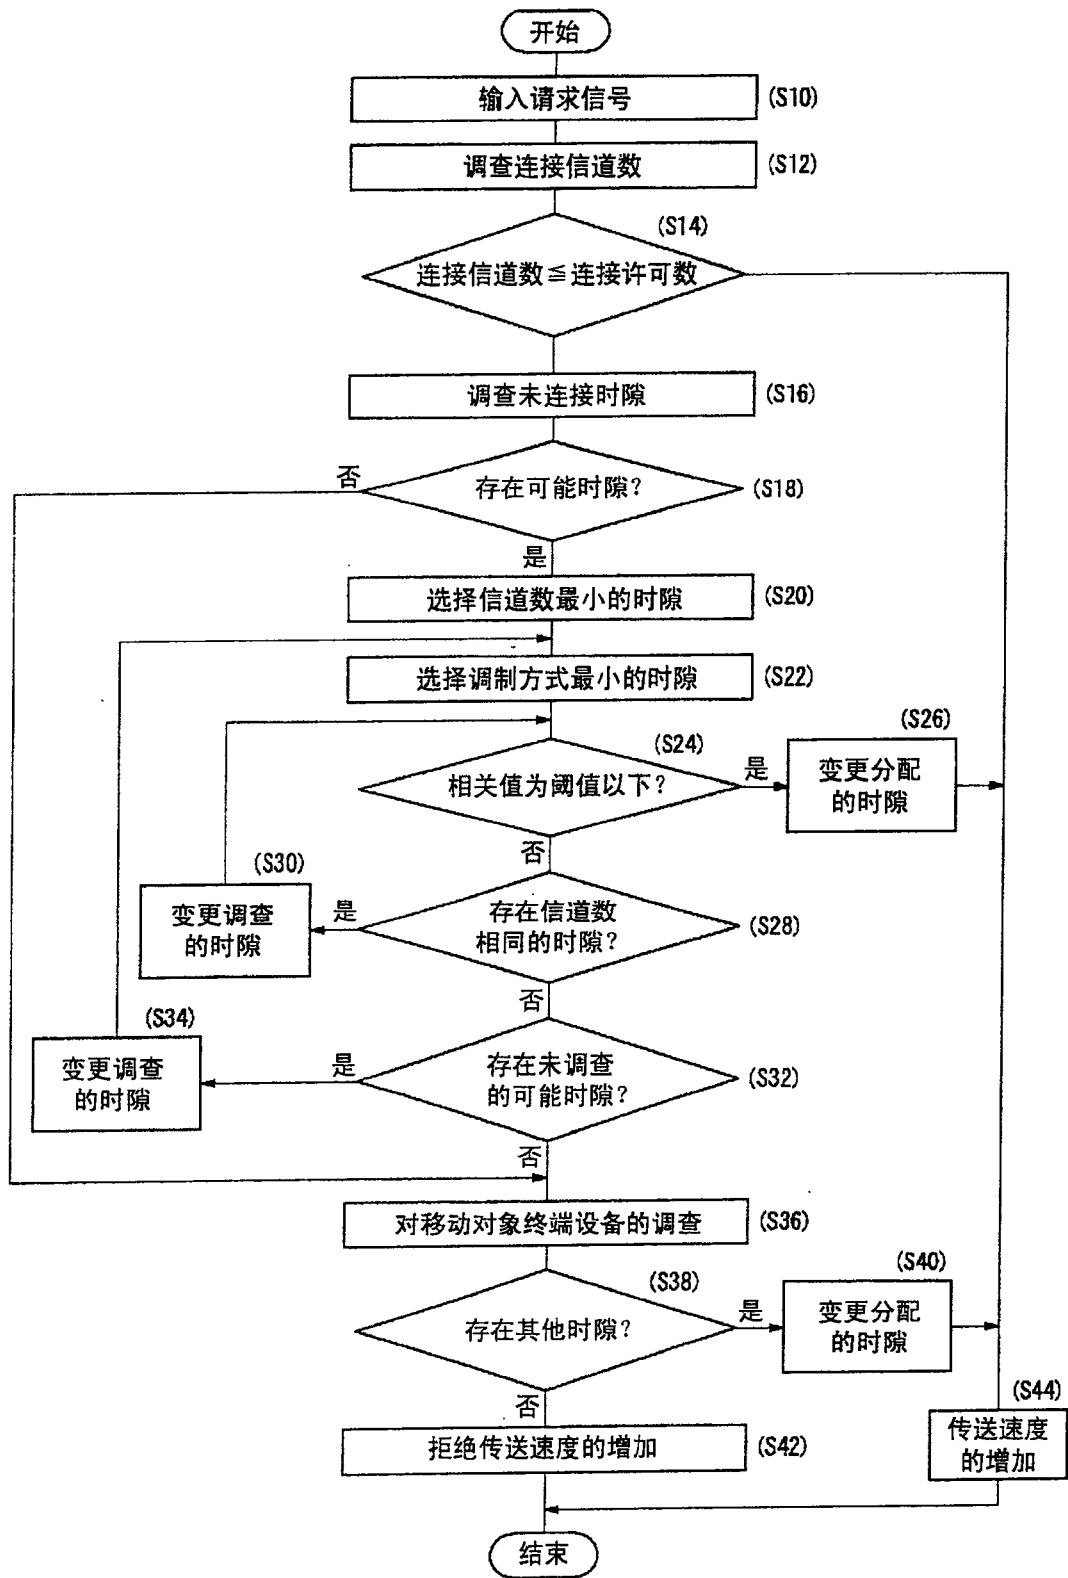 开始
输入请求信号
(S10)
调查连接信道数
(S12)
(S14)
连接信道数≦连接许可数
调查未连接时隙
(S16)
否
存在可能时隙？
(S18)
是
选择信道数最小的时隙
(S20)
选择调制方式最小的时隙
(S22)
(S24)
相关值为阈值以下？
是
(S26)
变更分配
的时隙
否
(S30)
变更调查
的时隙
是
存在信道数
相同的时隙？
(S28)
否
(S34)
变更调查
的时隙
是
存在未调查
的可能时隙？
(S32)
否
对移动对象终端设备的调查
(S36)
(S38)
存在其他时隙？
是
(S40)
变更分配
的时隙
否
(S44)
传送速度
的增加
拒绝传送速度的增加
(S42)
结束